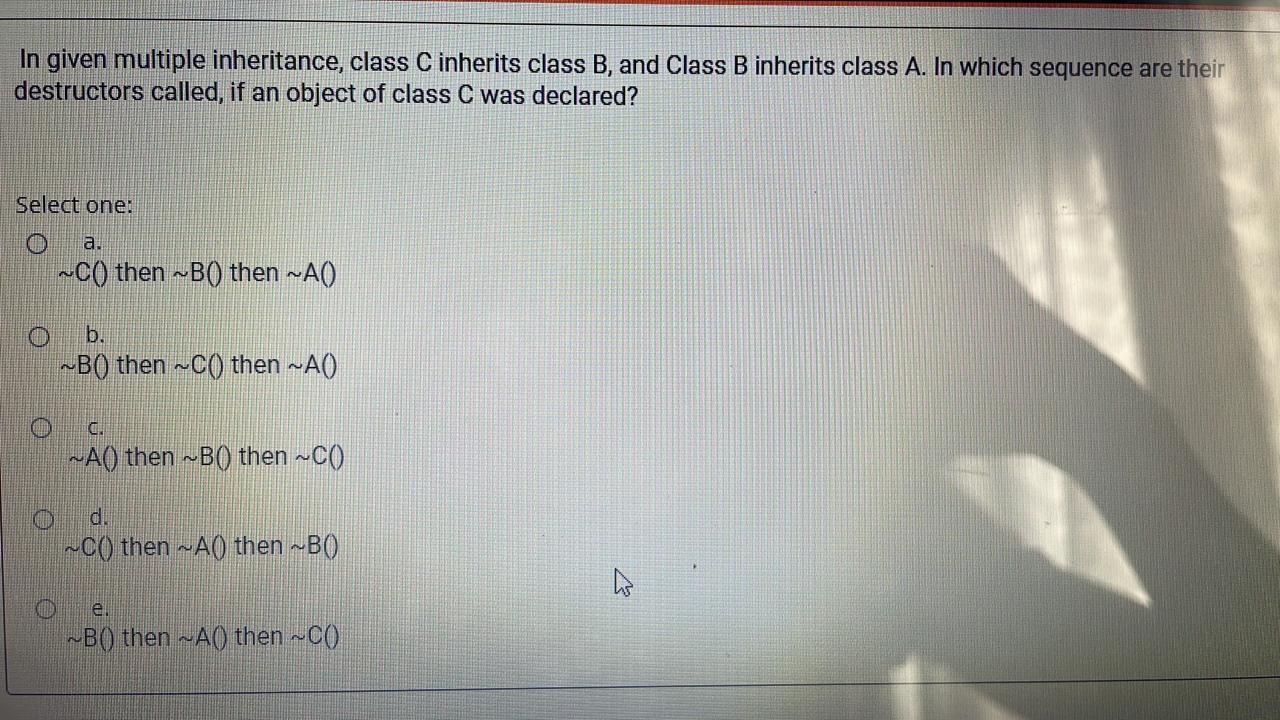 In given multiple inheritance, class C inherits class B, and Class B inherits class A. In which sequence are their
destructors called, if an object of class C was declared?
Select one:
a.
~C() then ~B() then ~A()
b.
~B() then ~C() then ~A()
c.
~A() then ~B() then ~C()
d.
~C() then ~A() then ~B()
e.
~B() then ~A() then ~C()